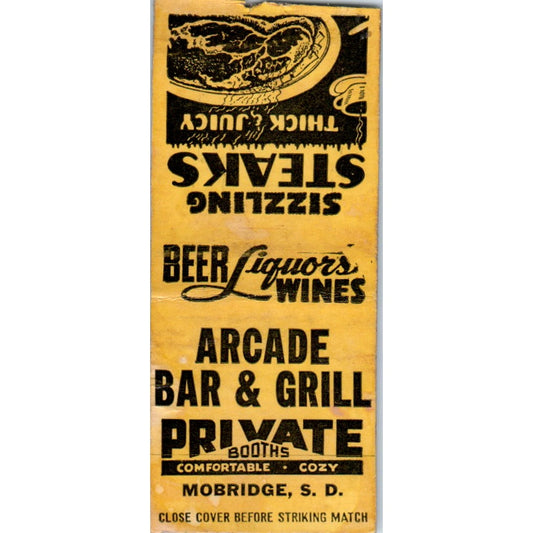 THICK & JUICY
SIZZLING
STEAKS
BEER Liquors
WINES
ARCADE
BAR & GRILL
PRIVATE
BOOTHS
COMFORTABLE · COZY
MOBRIDGE, S. D.
CLOSE COVER BEFORE STRIKING MATCH